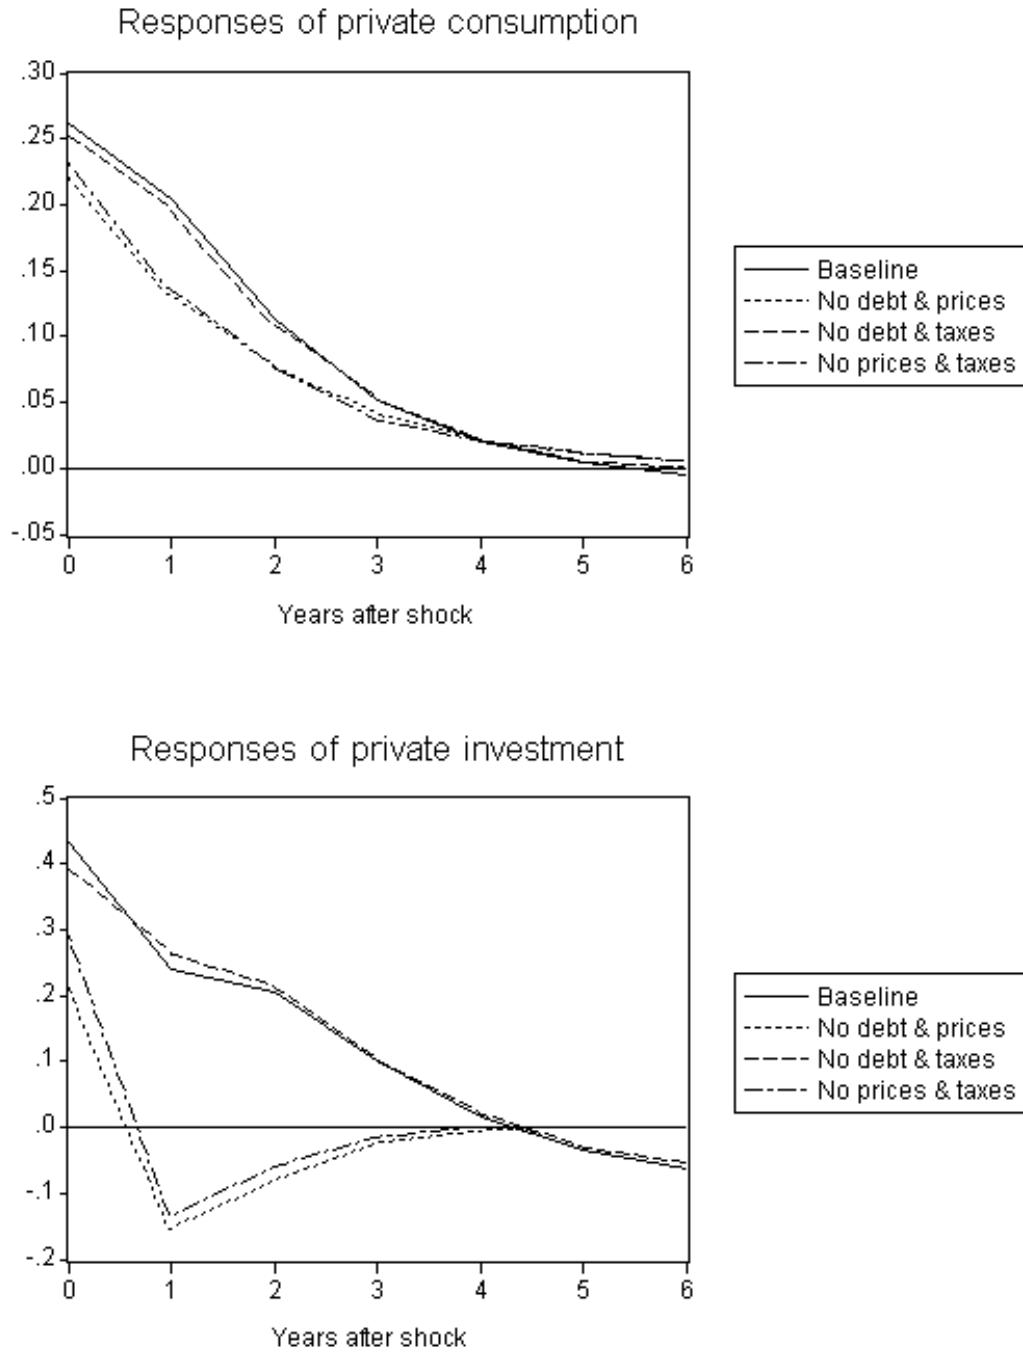 Responses of private consumption
.30
.25
.20
.15
.10
.05
.00
-.05
0 1 2 3 4 5 6
Years after shock
Baseline
No debt & prices
No debt & taxes
No prices & taxes
Responses of private investment
.5
.4
.3
.2
.1
.0
-.1
-.2
0 1 2 3 4 5 6
Years after shock
Baseline
No debt & prices
No debt & taxes
No prices & taxes